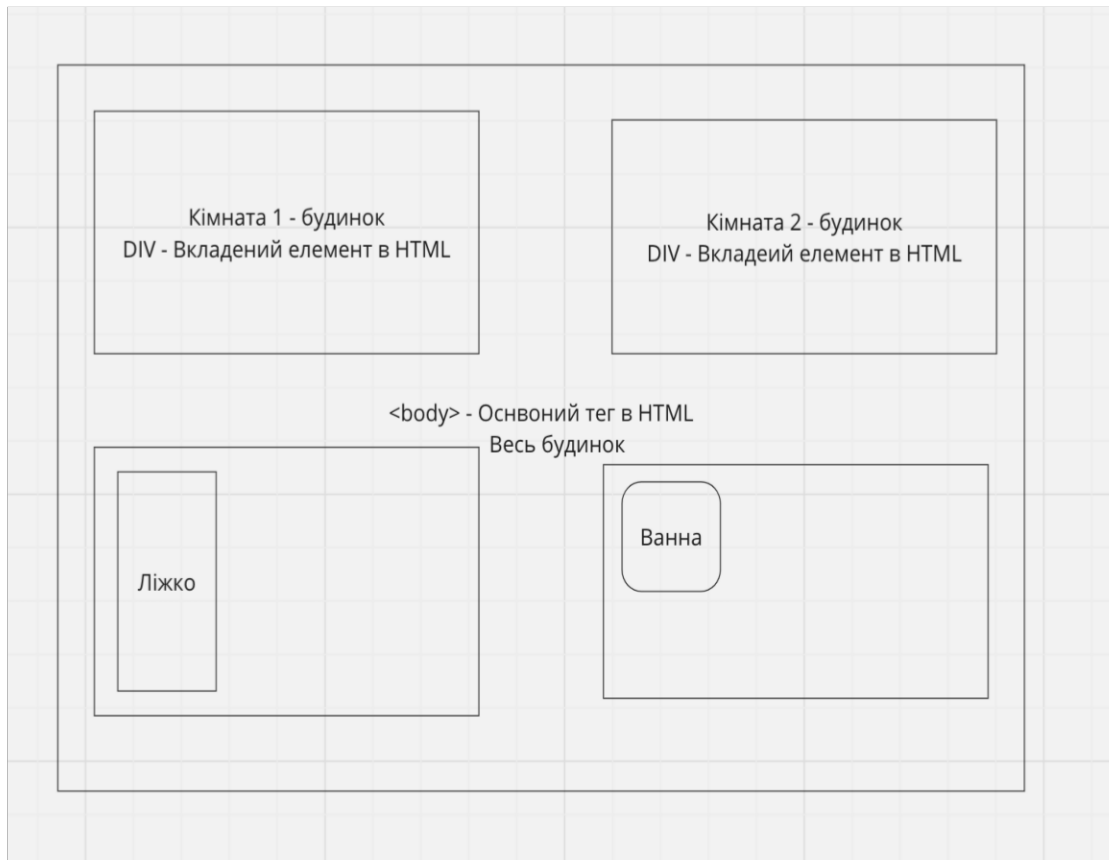 Кімната 1 - будинок
DIV - Вкладений елемент в HTML
Кімната 2 - будинок
DIV - Вкладеий елемент в HTML
<body> - Оснвоний тег в HTML
Весь будинок
Ліжко
Ванна